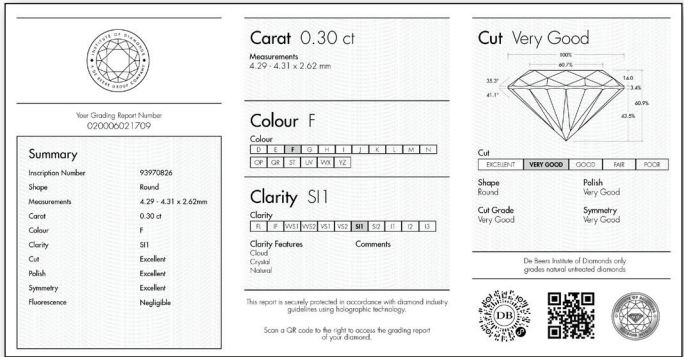 INSTITUTE OF DIAMONDS
A DE BEERS GROUP COMPANY
Your Grading Report Number
020006021709
Summary
Inscription Number 93970826
Shape Round
Measurements 4.29 - 4.31 x 2.62mm
Carat 0.30 ct
Colour F
Clarity SI1
Cut Excellent
Polish Excellent
Symmetry Excellent
Fluorescence Negligible
Carat 0.30 ct
Measurements
4.29 - 4.31 x 2.62 mm
Colour F
Colour
D E F G H I J K L M N
OP QR ST UV WX YZ
Clarity SI1
Clarity
FL IF VVS1 VVS2 VS1 VS2 SI1 SI2 I1 I2 I3
Clarity Features Comments
Cloud
Crystal
Natural
This report is securely protected in accordance with diamond industry
guidelines using holographic technology.
Scan a QR code to the right to access the grading report
of your diamond.
Cut Very Good
100%
60.7%
35.3°
14.0
3.4%
41.1°
60.9%
43.5%
Cut
EXCELLENT VERY GOOD GOOD FAIR POOR
Shape Polish
Round Very Good
Cut Grade Symmetry
Very Good Very Good
De Beers Institute of Diamonds only
grades natural untreated diamonds
DB